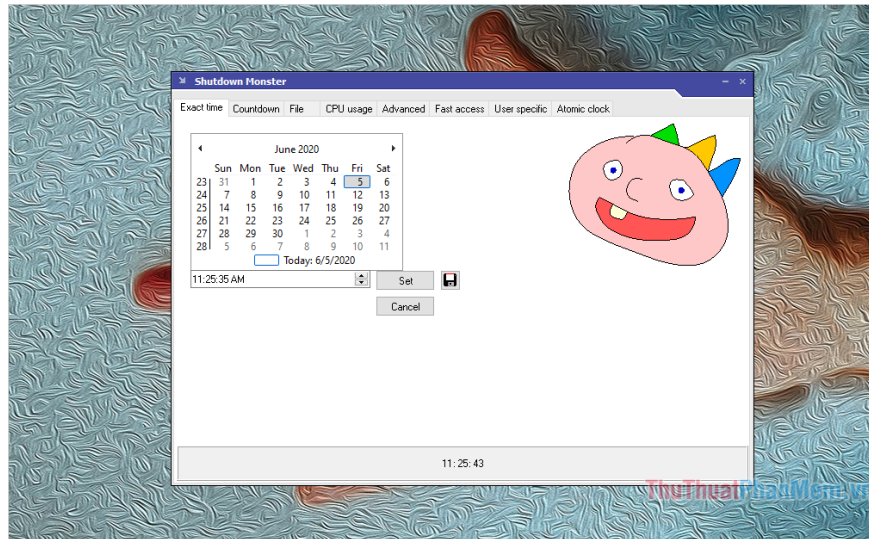 Shutdown Monster
Exact time Countdown File CPU usage Advanced Fast access User specific Atomic clock
June 2020
Sun Mon Tue Wed Thu Fri Sat
23 31 1 2 3 4 5 6
24 7 8 9 10 11 12 13
25 14 15 16 17 18 19 20
26 21 22 23 24 25 26 27
27 28 29 30 1 2 3 4
28 5 6 7 8 9 10 11
Today: 6/5/2020
11:25:35 AM Set
Cancel
11:25:43
ThuThuatPhanMem.vn